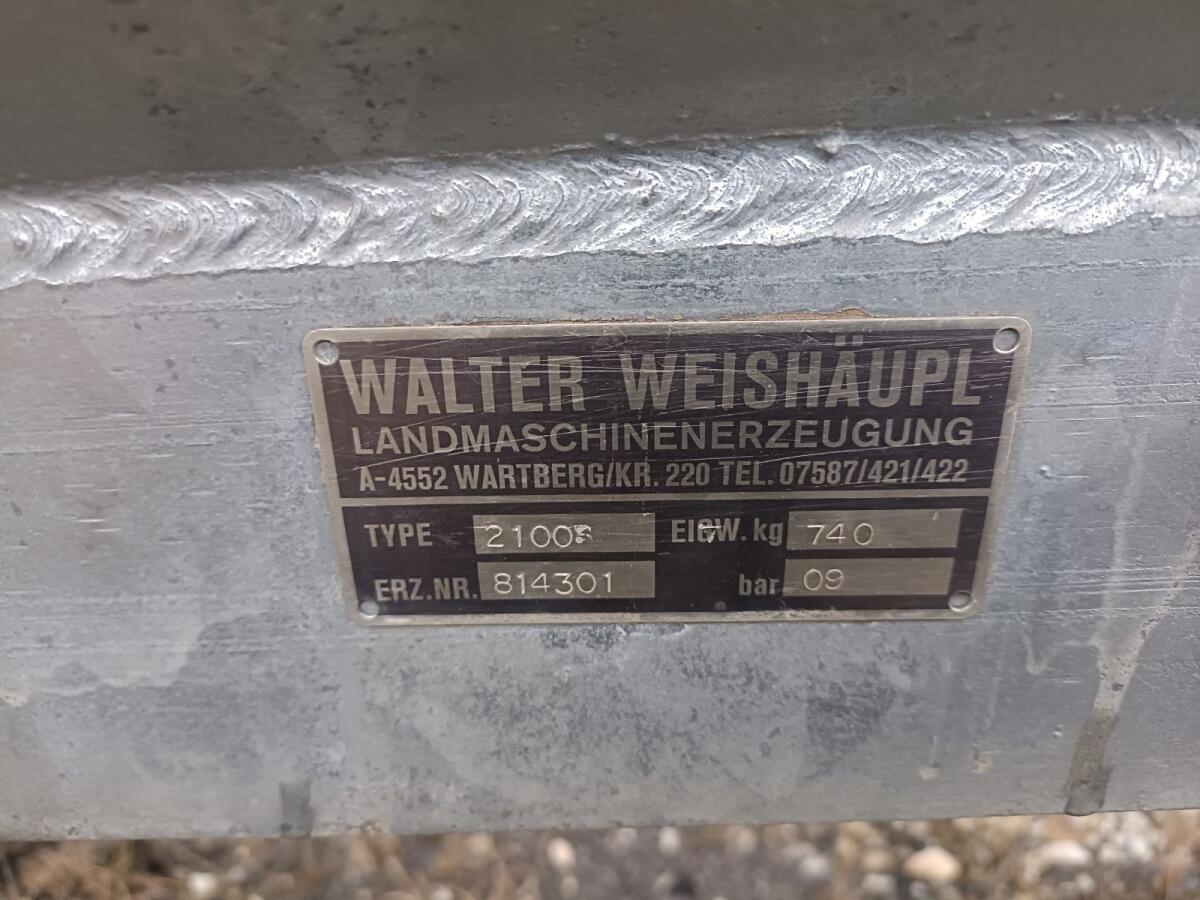 WALTER WEISHÄUPL
LANDMASCHINENERZEUGUNG
A-4552 WARTBERG/KR. 220 TEL. 07587/421/422
TYPE EIGW. kg 740
ERZ.NR. 814301 bar 09